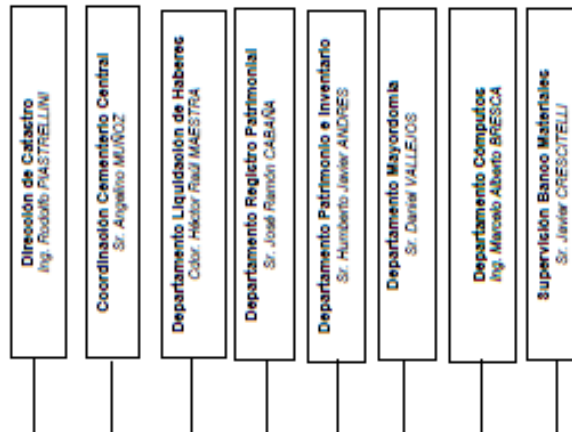 Dirección de Catastro
Ing. Rodolfo PIASTRELLINI
Coordinación Cementerio Central
Sr. Angelino MUÑOZ
Departamento Liquidación de Haberes
Cdor. Héctor Raúl MAESTRA
Departamento Registro Patrimonial
Sr. José Ramón CABAÑA
Departamento Patrimonio e Inventario
Sr. Humberto Javier ANDRES
Departamento Mayordomía
Sr. Daniel VALLEJOS
Departamento Cómputos
Ing. Marcelo Alberto BRESCA
Supervisión Banco Materiales
Sr. Javier CRESCITELLI